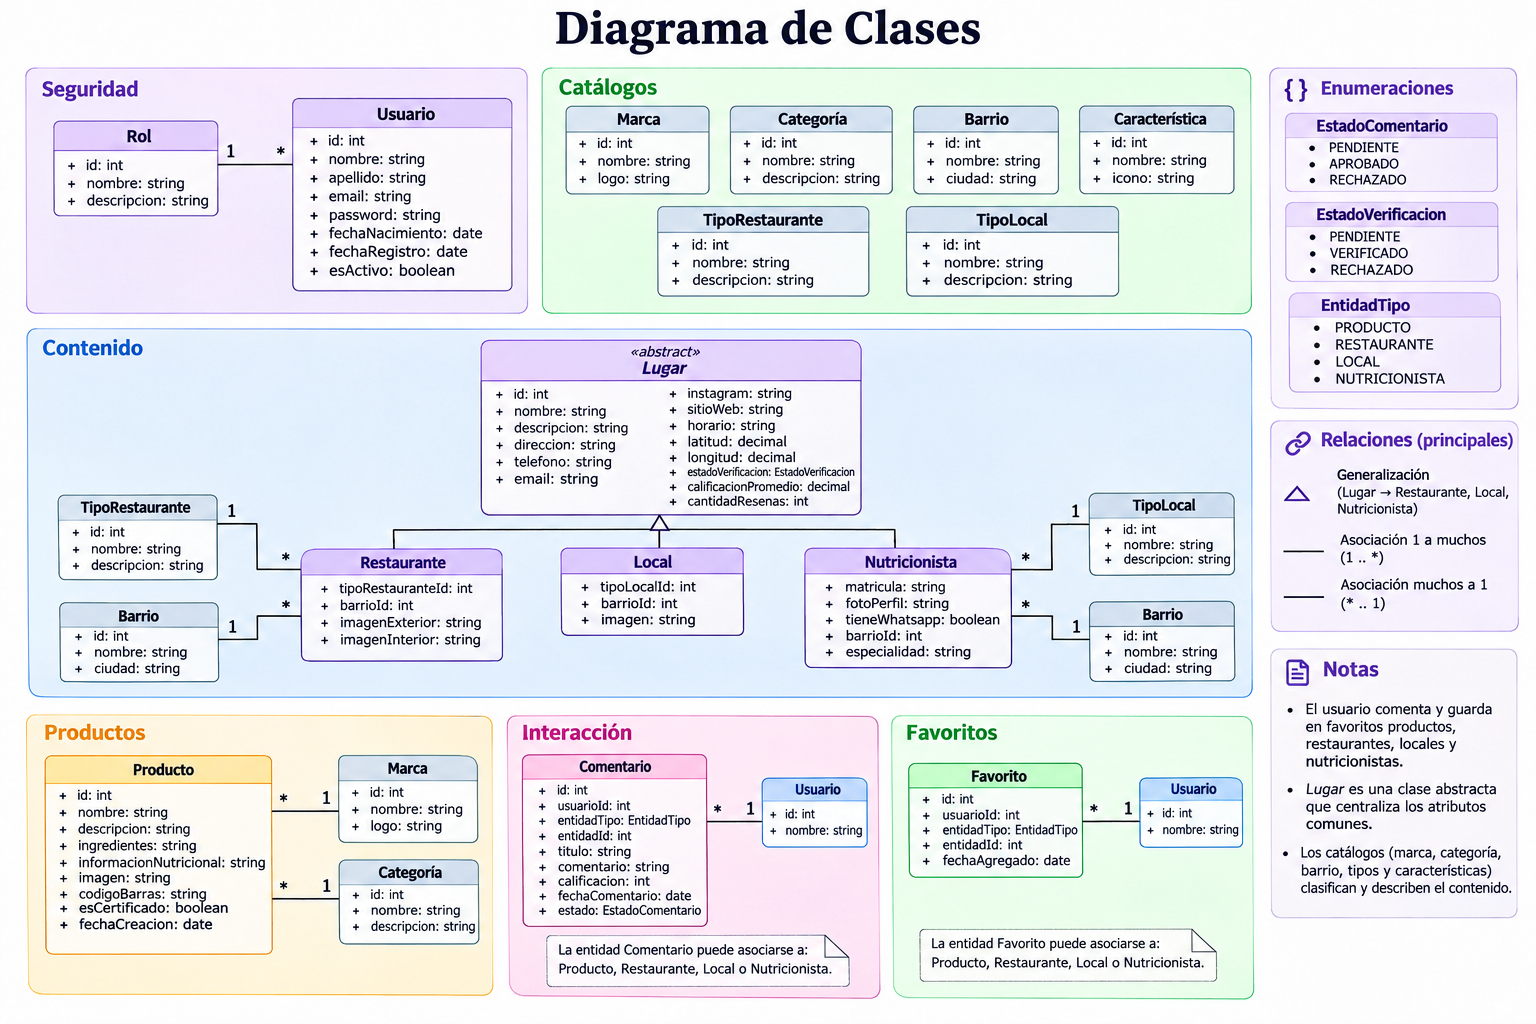 Diagrama de Clases
Seguridad
Rol
+ id: int
+ nombre: string
+ descripcion: string
1
*
Usuario
+ id: int
+ nombre: string
+ apellido: string
+ email: string
+ password: string
+ fechaNacimiento: date
+ fechaRegistro: date
+ esActivo: boolean
Catálogos
Marca
+ id: int
+ nombre: string
+ logo: string
Categoría
+ id: int
+ nombre: string
+ descripcion: string
Barrio
+ id: int
+ nombre: string
+ ciudad: string
Característica
+ id: int
+ nombre: string
+ icono: string
TipoRestaurante
+ id: int
+ nombre: string
+ descripcion: string
TipoLocal
+ id: int
+ nombre: string
+ descripcion: string
Contenido
«abstract»
Lugar
+ id: int
+ nombre: string
+ descripcion: string
+ direccion: string
+ telefono: string
+ email: string
+ instagram: string
+ sitioWeb: string
+ horario: string
+ latitud: decimal
+ longitud: decimal
+ estadoVerificacion: EstadoVerificacion
+ calificacionPromedio: decimal
+ cantidadResenas: int
TipoRestaurante
+ id: int
+ nombre: string
+ descripcion: string
1
*
Barrio
+ id: int
+ nombre: string
+ ciudad: string
1
*
Restaurante
+ tipoRestauranteId: int
+ barrioId: int
+ imagenExterior: string
+ imagenInterior: string
Local
+ tipoLocalId: int
+ barrioId: int
+ imagen: string
Nutricionista
+ matricula: string
+ fotoPerfil: string
+ tieneWhatsapp: boolean
+ barrioId: int
+ especialidad: string
*
1
TipoLocal
+ id: int
+ nombre: string
+ descripcion: string
*
1
Barrio
+ id: int
+ nombre: string
+ ciudad: string
Productos
Producto
+ id: int
+ nombre: string
+ descripcion: string
+ ingredientes: string
+ informacionNutricional: string
+ imagen: string
+ codigoBarras: string
+ esCertificado: boolean
+ fechaCreacion: date
*
1
Marca
+ id: int
+ nombre: string
+ logo: string
*
1
Categoría
+ id: int
+ nombre: string
+ descripcion: string
Interacción
Comentario
+ id: int
+ usuarioId: int
+ entidadTipo: EntidadTipo
+ entidadId: int
+ titulo: string
+ comentario: string
+ calificacion: int
+ fechaComentario: date
+ estado: EstadoComentario
*
1
Usuario
+ id: int
+ nombre: string
La entidad Comentario puede asociarse a:
Producto, Restaurante, Local o Nutricionista.
Favoritos
Favorito
+ id: int
+ usuarioId: int
+ entidadTipo: EntidadTipo
+ entidadId: int
+ fechaAgregado: date
*
1
Usuario
+ id: int
+ nombre: string
La entidad Favorito puede asociarse a:
Producto, Restaurante, Local o Nutricionista.
{} Enumeraciones
EstadoComentario
• PENDIENTE
• APROBADO
• RECHAZADO
EstadoVerificacion
• PENDIENTE
• VERIFICADO
• RECHAZADO
EntidadTipo
• PRODUCTO
• RESTAURANTE
• LOCAL
• NUTRICIONISTA
Relaciones (principales)
Generalización
(Lugar → Restaurante, Local,
Nutricionista)
Asociación 1 a muchos
(1 .. *)
Asociación muchos a 1
(* .. 1)
Notas
• El usuario comenta y guarda
en favoritos productos,
restaurantes, locales y
nutricionistas.
• Lugar es una clase abstracta
que centraliza los atributos
comunes.
• Los catálogos (marca, categoría,
barrio, tipos y características)
clasifican y describen el contenido.